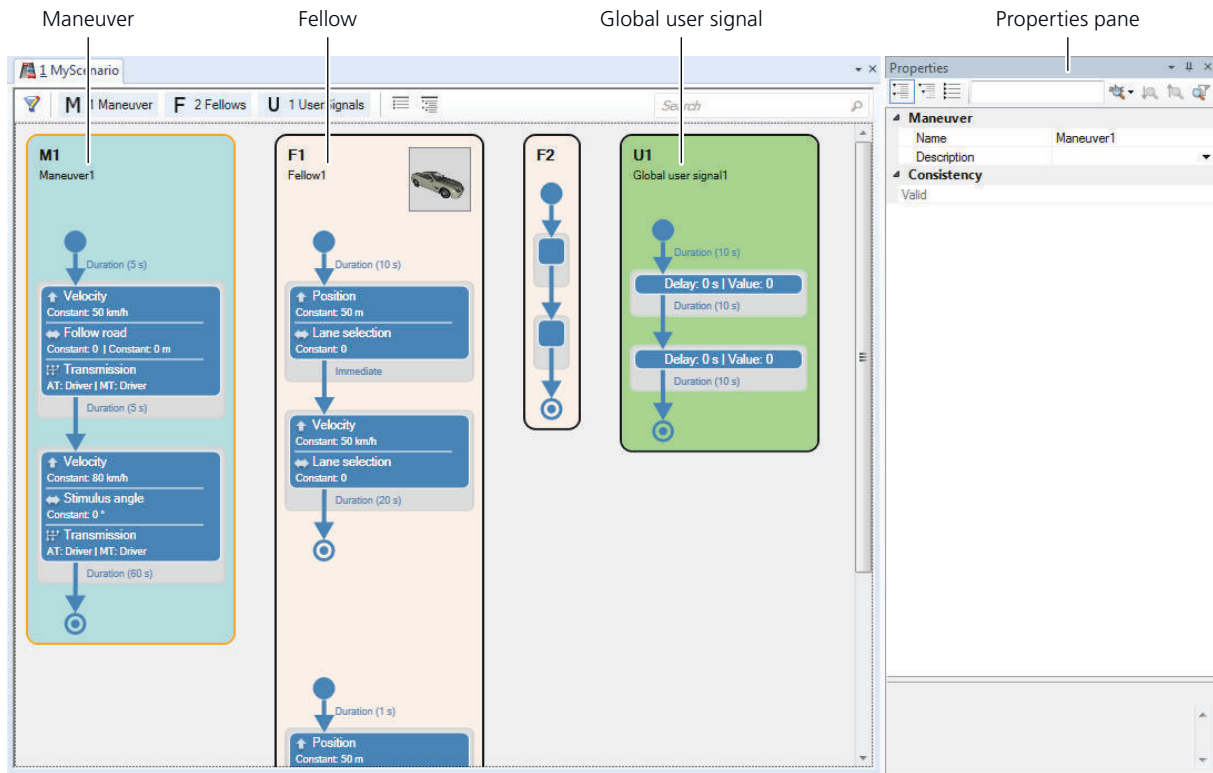 Maneuver
Fellow
Global user signal
Properties pane
1 MyScenario
Properties
M 1 Maneuver F 2 Fellows U 1 User Signals
Search
M1
Maneuver1
Duration (5 s)
Velocity
Constant: 50 km/h
Follow road
Constant: 0 | Constant: 0 m
Transmission
AT: Driver | MT: Driver
Duration (5 s)
Velocity
Constant: 80 km/h
Stimulus angle
Constant: 0 °
Transmission
AT: Driver | MT: Driver
Duration (60 s)
F1
Fellow1
Duration (10 s)
Position
Constant: 50 m
Lane selection
Constant: 0
Immediate
Velocity
Constant: 50 km/h
Lane selection
Constant: 0
Duration (20 s)
Duration (1 s)
Position
Constant: 50 m
F2
U1
Global user signal1
Duration (10 s)
Delay: 0 s | Value: 0
Duration (10 s)
Delay: 0 s | Value: 0
Duration (10 s)
Maneuver
Name Maneuver1
Description
Consistency
Valid